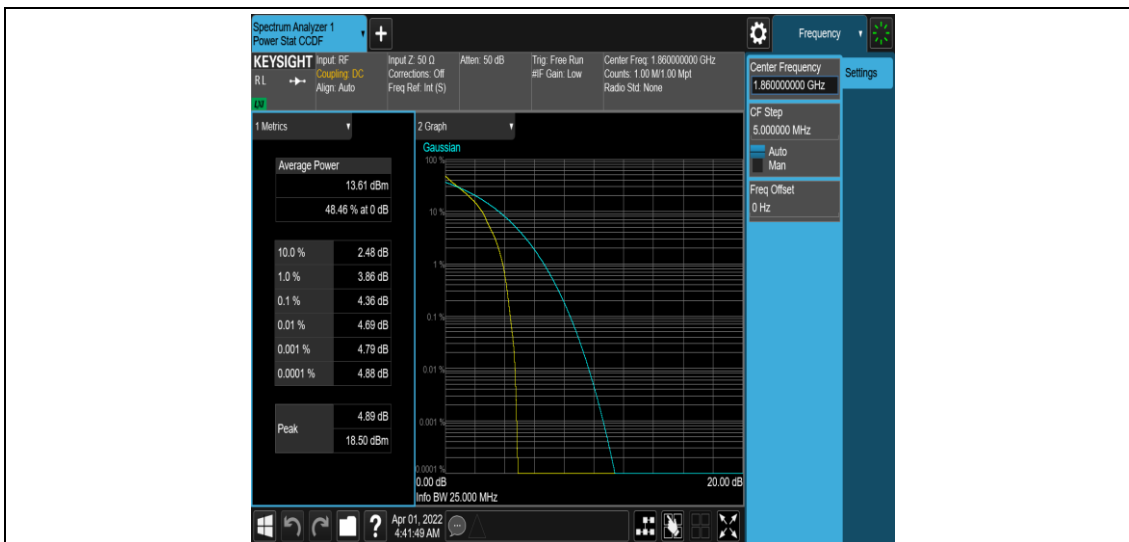 Spectrum Analyzer 1
Power Stat CCDF
+
Frequency
KEYSIGHT
RL
Input: RF
Coupling: DC
Align: Auto
Input Z: 50 Ω
Corrections: Off
Freq Ref: Int (S)
Atten: 50 dB
Trig: Free Run
#IF Gain: Low
Center Freq: 1.860000000 GHz
Counts: 1.00 M/1.00 Mpt
Radio Std: None
Center Frequency
1.860000000 GHz
Settings
CF Step
5.000000 MHz
Auto
Man
Freq Offset
0 Hz
1 Metrics
Average Power
13.61 dBm
48.46 % at 0 dB
10.0 % 2.48 dB
1.0 % 3.86 dB
0.1 % 4.36 dB
0.01 % 4.69 dB
0.001 % 4.79 dB
0.0001 % 4.88 dB
Peak
4.89 dB
18.50 dBm
2 Graph
Gaussian
100 %
10 %
1 %
0.1 %
0.01 %
0.001 %
0.0001 %
0.00 dB 20.00 dB
Info BW 25.000 MHz
?
Apr 01, 2022
4:41:49 AM